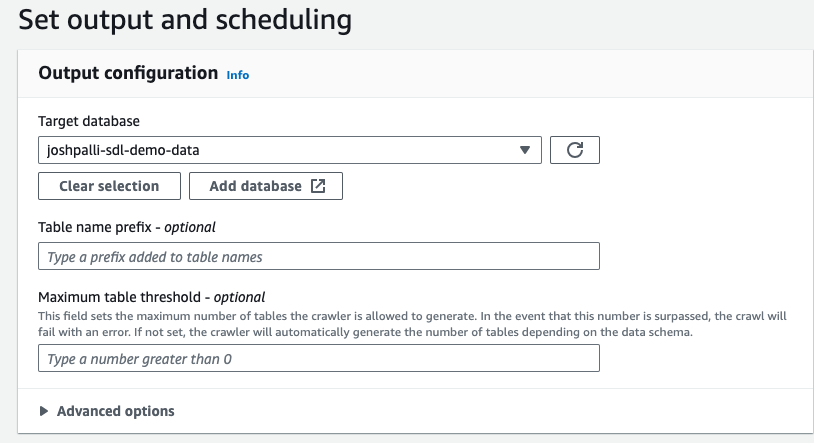 Set output and scheduling
Output configuration Info
Target database
joshpalli-sdl-demo-data
Clear selection Add database
Table name prefix - optional
Type a prefix added to table names
Maximum table threshold - optional
This field sets the maximum number of tables the crawler is allowed to generate. In the event that this number is surpassed, the crawl will
fail with an error. If not set, the crawler will automatically generate the number of tables depending on the data schema.
Type a number greater than 0
Advanced options